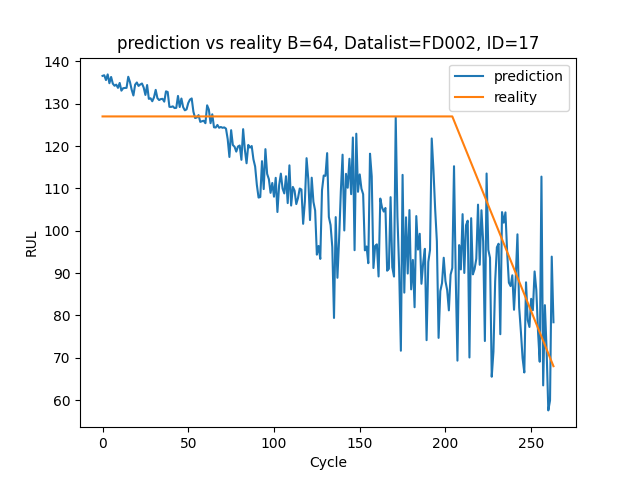 prediction vs reality B=64, Datalist=FD002, ID=17
prediction
reality
140
130
120
110
100
90
80
70
60
RUL
0 50 100 150 200 250
Cycle